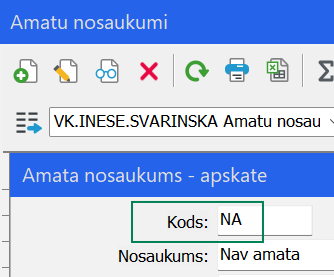 Amatu nosaukumi
VK.INESE.SVARINSKA Amatu nosau
Amata nosaukums - apskate
Kods: NA
Nosaukums: Nav amata